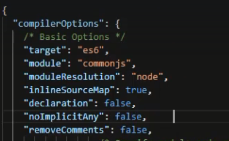 {
"compilerOptions": {
/* Basic Options */
"target": "es6",
"module": "commonjs",
"moduleResolution": "node",
"inlineSourceMap": true,
"declaration": false,
"noImplicitAny": false,
"removeComments": false,